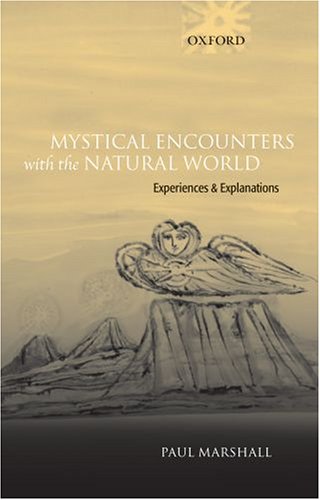 OXFORD
MYSTICAL ENCOUNTERS
with the NATURAL WORLD
Experiences & Explanations
PAUL MARSHALL